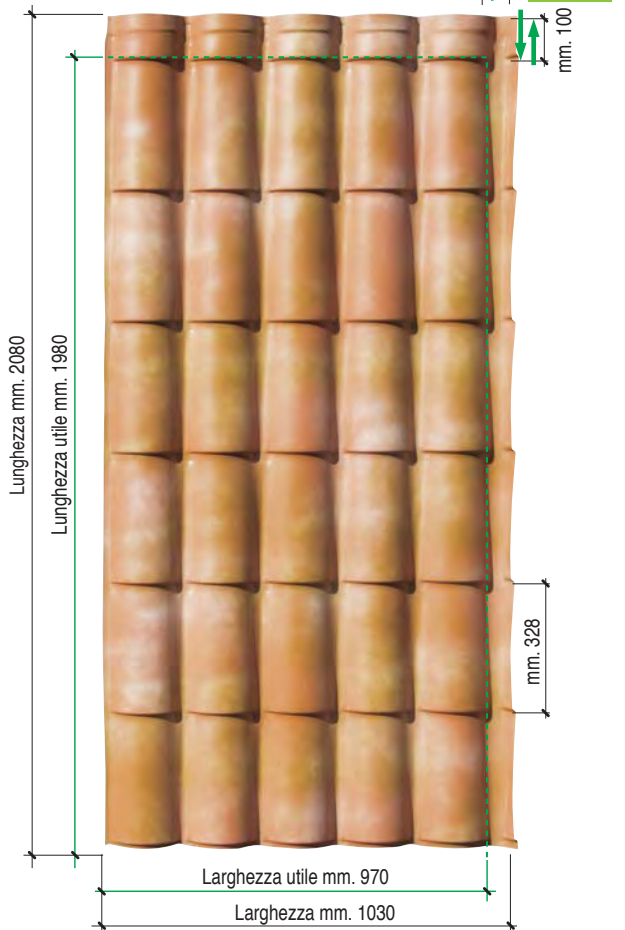 mm. 100
Lunghezza mm. 2080
Lunghezza utile mm. 1980
mm. 328
Larghezza utile mm. 970
Larghezza mm. 1030